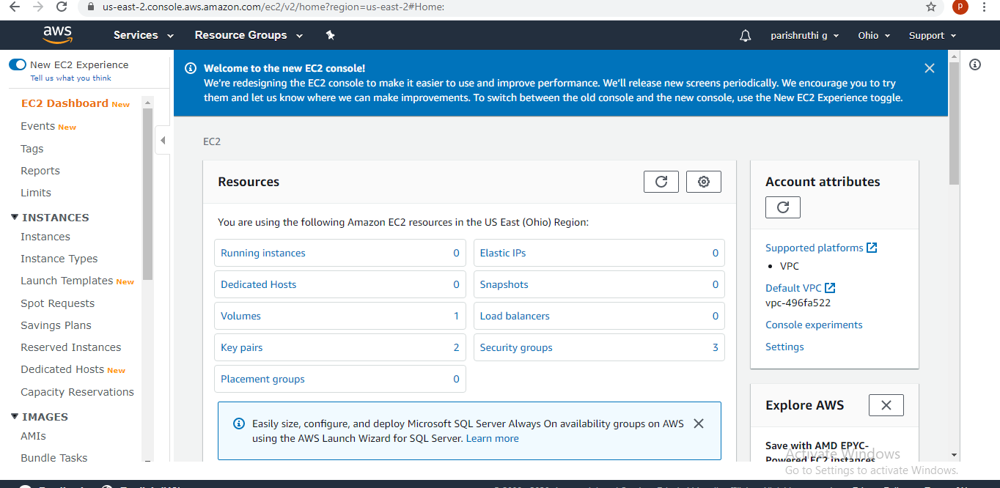 us-east-2.console.aws.amazon.com/ec2/v2/home?region=us-east-2#Home:
P
aws
Services
Resource Groups
parishruthi g
Ohio
Support
New EC2 Experience
Tell us what you think
EC2 Dashboard New
Events New
Tags
Reports
Limits
INSTANCES
Instances
Instance Types
Launch Templates New
Spot Requests
Savings Plans
Reserved Instances
Dedicated Hosts New
Capacity Reservations
IMAGES
AMIs
Bundle Tasks
Welcome to the new EC2 console!
We're redesigning the EC2 console to make it easier to use and improve performance. We'll release new screens periodically. We encourage you to try
them and let us know where we can make improvements. To switch between the old console and the new console, use the New EC2 Experience toggle.
EC2
Resources
You are using the following Amazon EC2 resources in the US East (Ohio) Region:
Running instances 0
Elastic IPs 0
Dedicated Hosts 0
Snapshots 0
Volumes 1
Load balancers 0
Key pairs 2
Security groups 3
Placement groups 0
Easily size, configure, and deploy Microsoft SQL Server Always On availability groups on AWS
using the AWS Launch Wizard for SQL Server. Learn more
Account attributes
Supported platforms
• VPC
Default VPC
vpc-496fa522
Console experiments
Settings
Explore AWS
Save with AMD EPYC-
Powered EC2 instances
Activate Windows
Go to Settings to activate Windows.